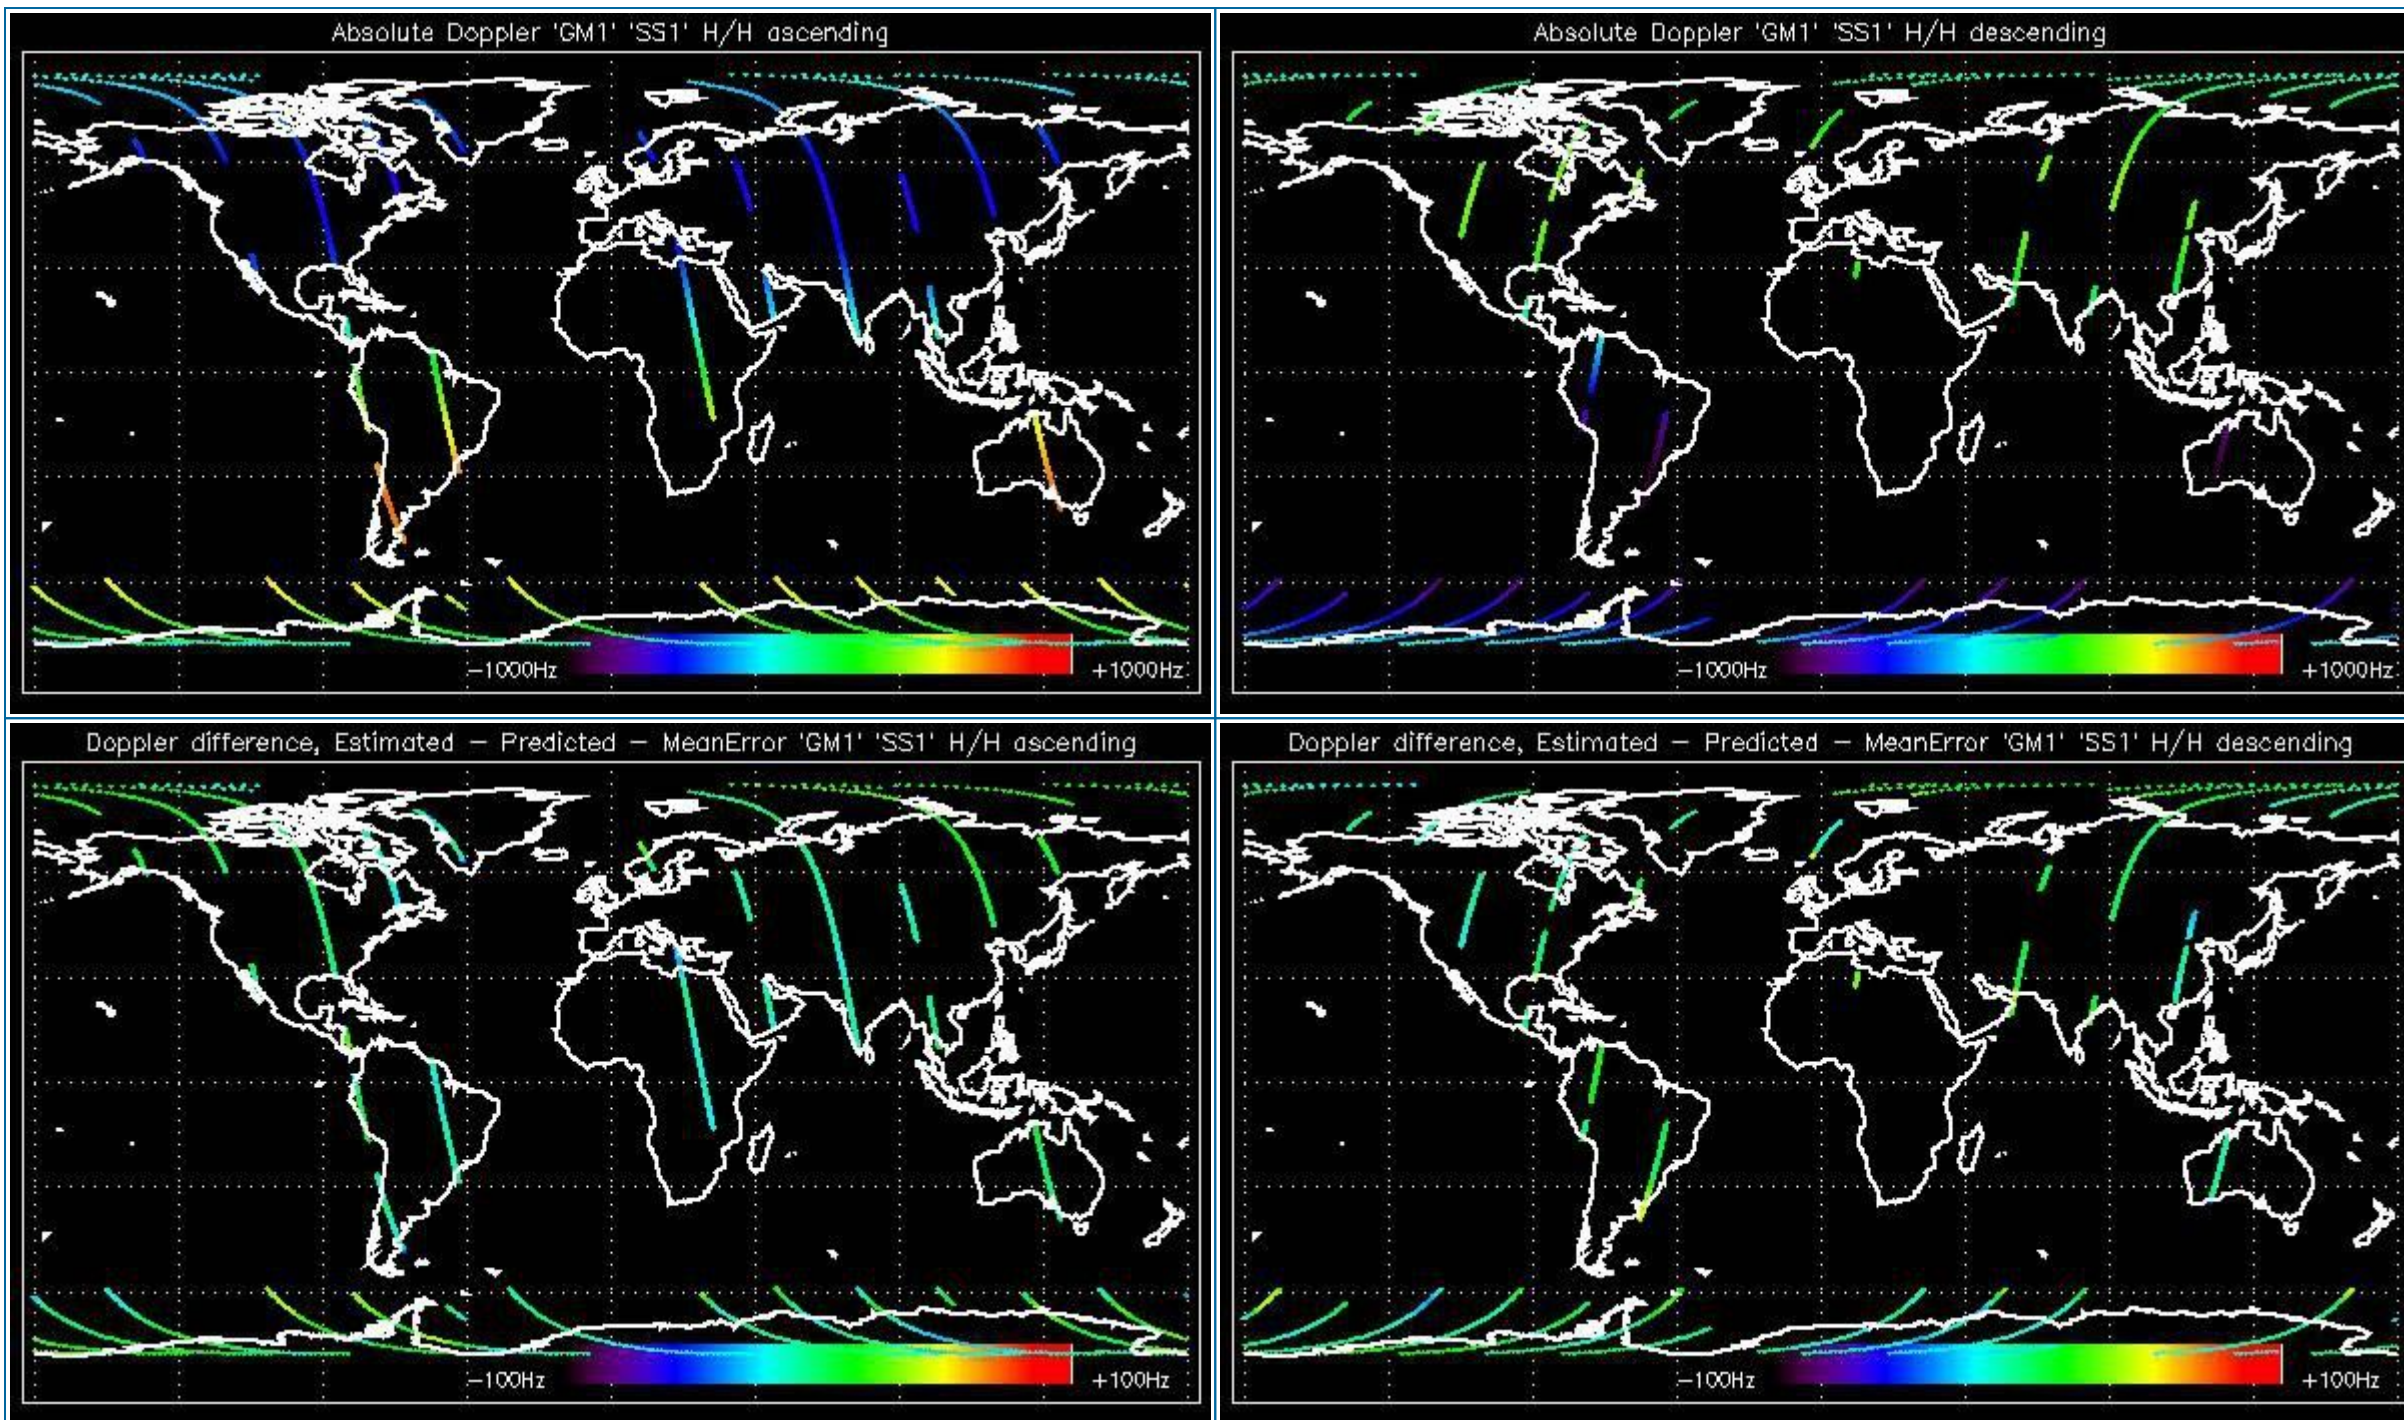 Absolute Doppler 'GM1' 'SS1' H/H ascending
-1000Hz +1000Hz
Absolute Doppler 'GM1' 'SS1' H/H descending
-1000Hz +1000Hz
Doppler difference, Estimated - Predicted - MeanError 'GM1' 'SS1' H/H ascending
-100Hz +100Hz
Doppler difference, Estimated - Predicted - MeanError 'GM1' 'SS1' H/H descending
-100Hz +100Hz